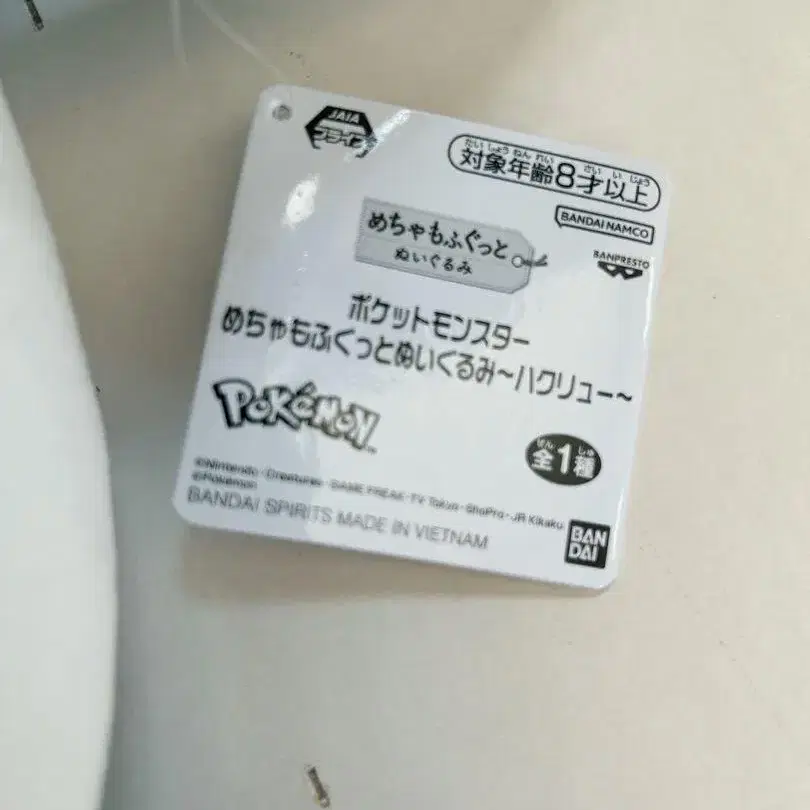 JAIA
プライズ
たいしょうねんれい さい いじょう
対象年齢8才以上
BANDAI NAMCO
BANPRESTO
めちゃもふぐっと
ぬいぐるみ
ポケットモンスター
めちゃもふぐっとぬいぐるみ~ハクリュー~
POKéMON
ぜん しゅ
全1種
©Nintendo・Creatures・GAME FREAK・TV Tokyo・ShoPro・JR Kikaku
©Pokémon
BANDAI SPIRITS MADE IN VIETNAM
BAN
DAI